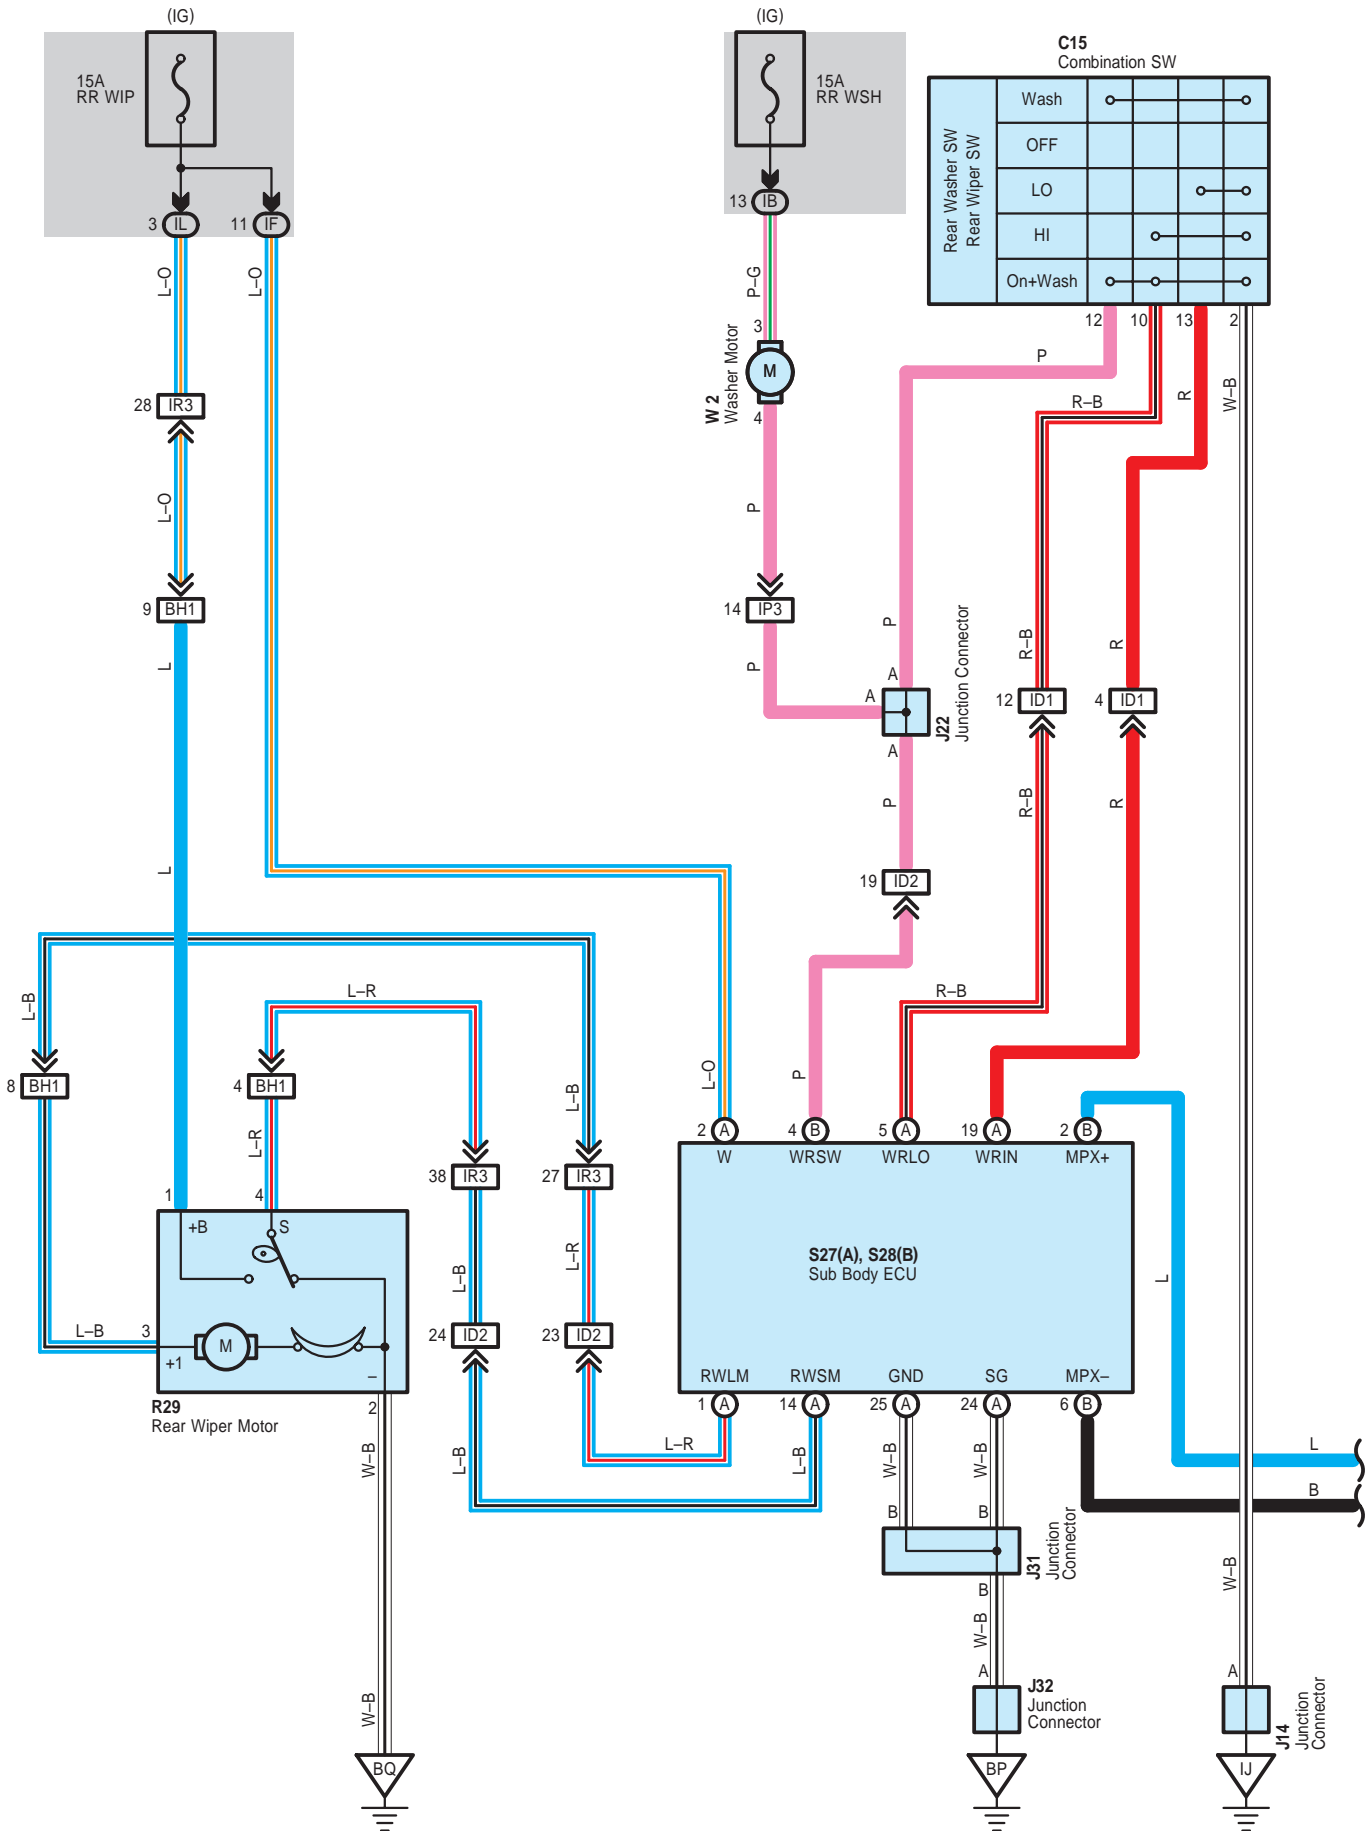 (IG)
(IG)
C15
Combination SW
15A
RR WIP
15A
RR WSH
Rear Washer SW
Rear Wiper SW
Wash
OFF
LO
HI
On+Wash
3 IL
11 IF
13 IB
12 10 13 2
L–O
L–O
P–G
3
W 2
Washer Motor
M
4
P
R–B
R
W–B
28 IR3
L–O
P
9 BH1
14 IP3
L
P
P
R–B
R
A
A
J22
Junction Connector
A
12 ID1
4 ID1
P
R–B
R
L
19 ID2
L–B
L–R
R–B
8 BH1
4 BH1
L–R
L–B
L–O
P
38 IR3
27 IR3
2 A
4 B
5 A
19 A
2 B
W
WRSW
WRLO
WRIN
MPX+
1
4
+B
S
L–B
L–R
S27(A), S28(B)
Sub Body ECU
L
L–B
3
+1
M
–
24 ID2
23 ID2
RWLM
RWSM
GND
SG
MPX–
1 A
14 A
25 A
24 A
6 B
R29
Rear Wiper Motor
2
W–B
L–B
L–R
L–B
W–B
W–B
L
B
B
B
J31
Junction
Connector
B
W–B
W–B
A
J32
Junction
Connector
A
J14
Junction
Connector
W–B
BQ
BP
IJ